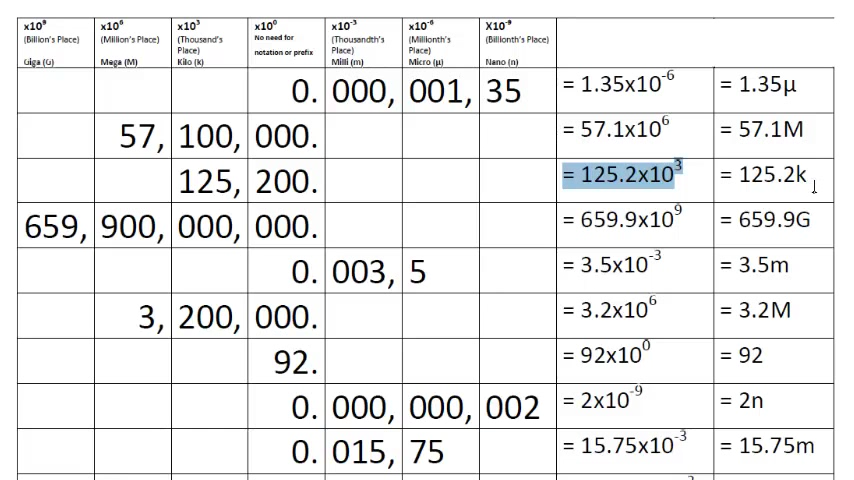 x10⁹ x10⁶ x10³ x10⁰ x10⁻³ x10⁻⁶ X10⁻⁹
(Billion's Place) (Million's Place) (Thousand's Place) No need for notation or prefix (Thousandth's Place) (Millionth's Place) (Billionth's Place)
Giga (G) Mega (M) Kilo (k) Milli (m) Micro (μ) Nano (n)
0. 000, 001, 35 = 1.35x10⁻⁶ = 1.35μ
57, 100, 000. = 57.1x10⁶ = 57.1M
125, 200. = 125.2x10³ = 125.2k
659, 900, 000, 000. = 659.9x10⁹ = 659.9G
0. 003, 5 = 3.5x10⁻³ = 3.5m
3, 200, 000. = 3.2x10⁶ = 3.2M
92. = 92x10⁰ = 92
0. 000, 000, 002 = 2x10⁻⁹ = 2n
0. 015, 75 = 15.75x10⁻³ = 15.75m